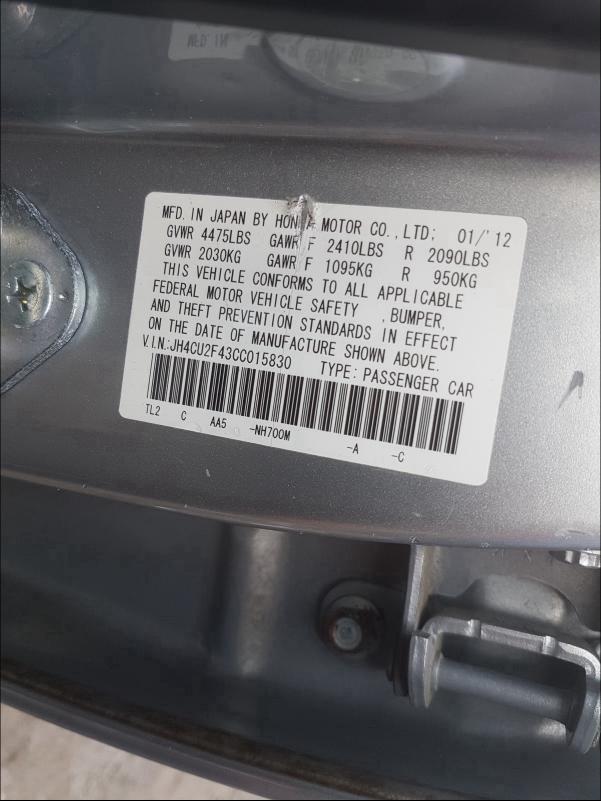 MFD. IN JAPAN BY HONDA MOTOR CO., LTD; 01/'12
GVWR 4475LBS GAWR F 2410LBS R 2090LBS
GVWR 2030KG GAWR F 1095KG R 950KG
THIS VEHICLE CONFORMS TO ALL APPLICABLE
FEDERAL MOTOR VEHICLE SAFETY ,BUMPER,
AND THEFT PREVENTION STANDARDS IN EFFECT
ON THE DATE OF MANUFACTURE SHOWN ABOVE.
V.I.N:JH4CU2F43CC015830 TYPE: PASSENGER CAR
TL2 C AA5 -NH700M -A -C